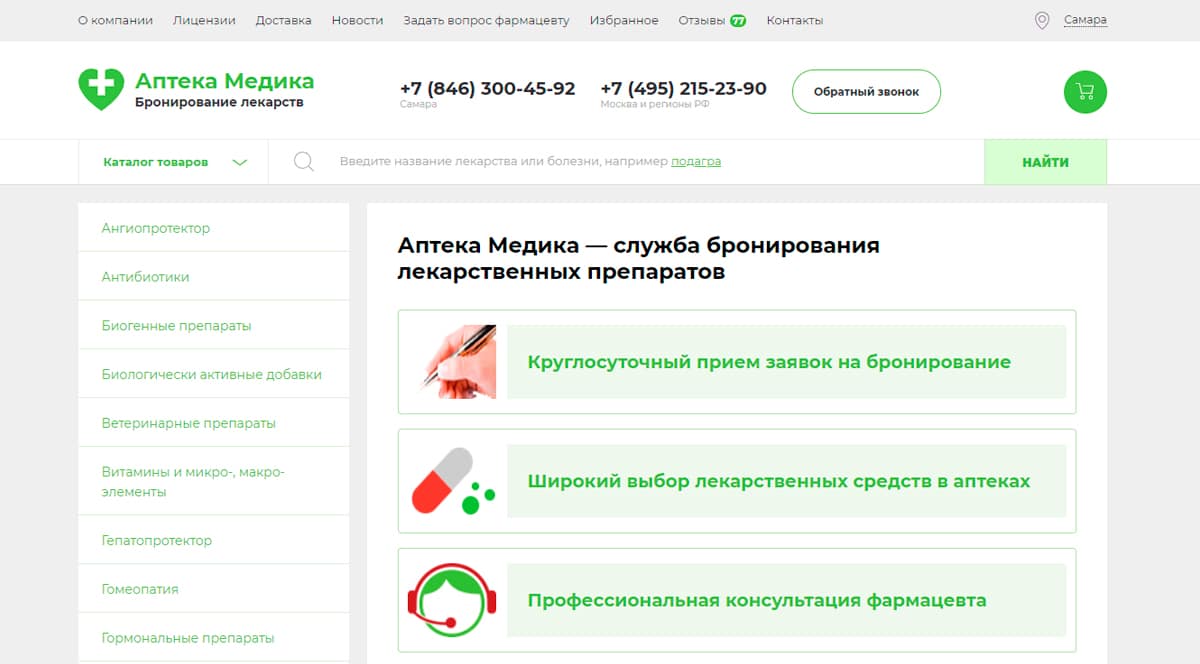 О компании Лицензии Доставка Новости Задать вопрос фармацевту Избранное Отзывы 77 Контакты Самара
Аптека Медика
Бронирование лекарств
+7 (846) 300-45-92
Самара
+7 (495) 215-23-90
Москва и регионы РФ
Обратный звонок
Каталог товаров
Введите название лекарства или болезни, например подагра
НАЙТИ
Ангиопротектор
Антибиотики
Биогенные препараты
Биологически активные добавки
Ветеринарные препараты
Витамины и микро-, макро-
элементы
Гепатопротектор
Гомеопатия
Гормональные препараты
Аптека Медика — служба бронирования
лекарственных препаратов
Круглосуточный прием заявок на бронирование
Широкий выбор лекарственных средств в аптеках
Профессиональная консультация фармацевта